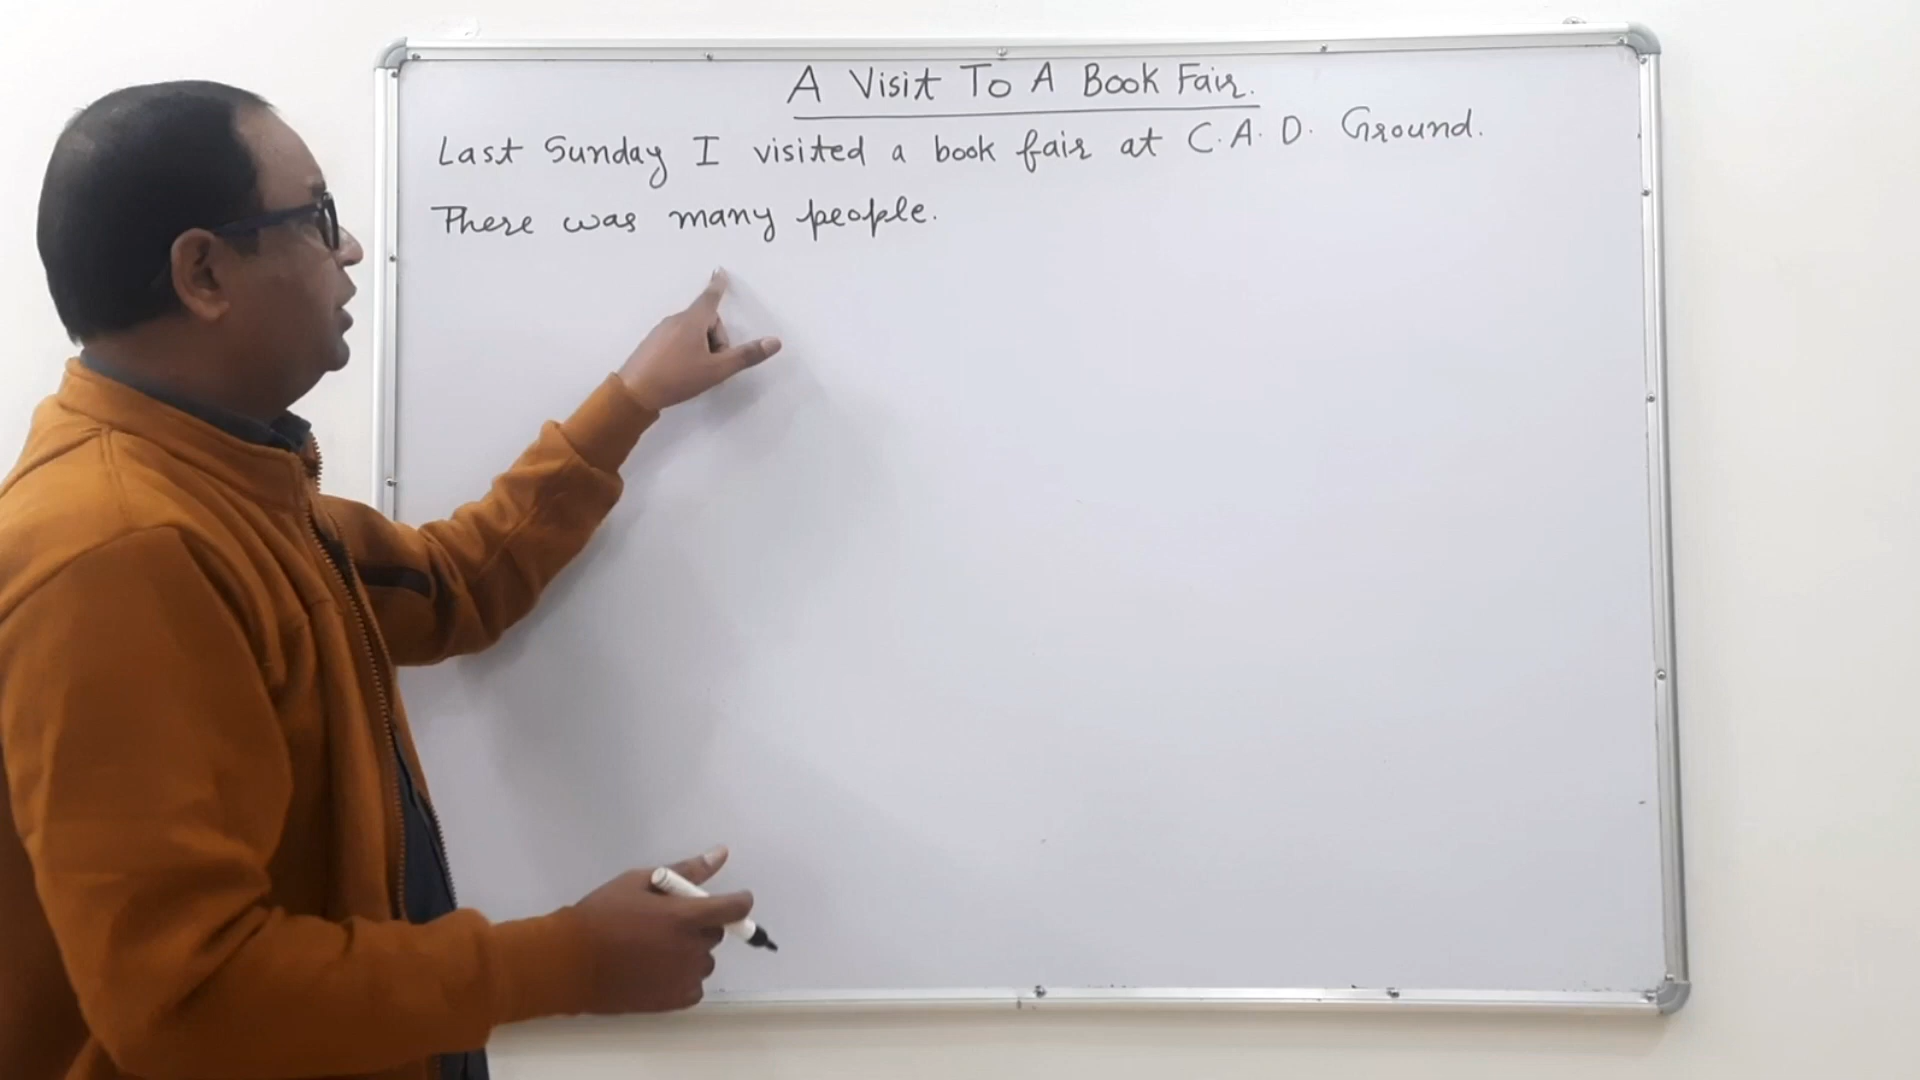 A Visit To A Book Fair.
Last Sunday I visited a book fair at C.A.D. Ground.
There was many people.